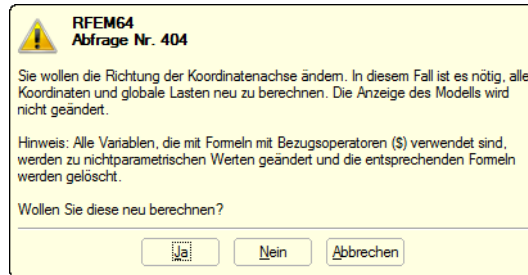 RFEM64
Abfrage Nr. 404
Sie wollen die Richtung der Koordinatenachse ändern. In diesem Fall ist es nötig, alle
Koordinaten und globale Lasten neu zu berechnen. Die Anzeige des Modells wird
nicht geändert.
Hinweis: Alle Variablen, die mit Formeln mit Bezugsoperatoren ($) verwendet sind,
werden zu nichtparametrischen Werten geändert und die entsprechenden Formeln
werden gelöscht.
Wollen Sie diese neu berechnen?
Ja Nein Abbrechen